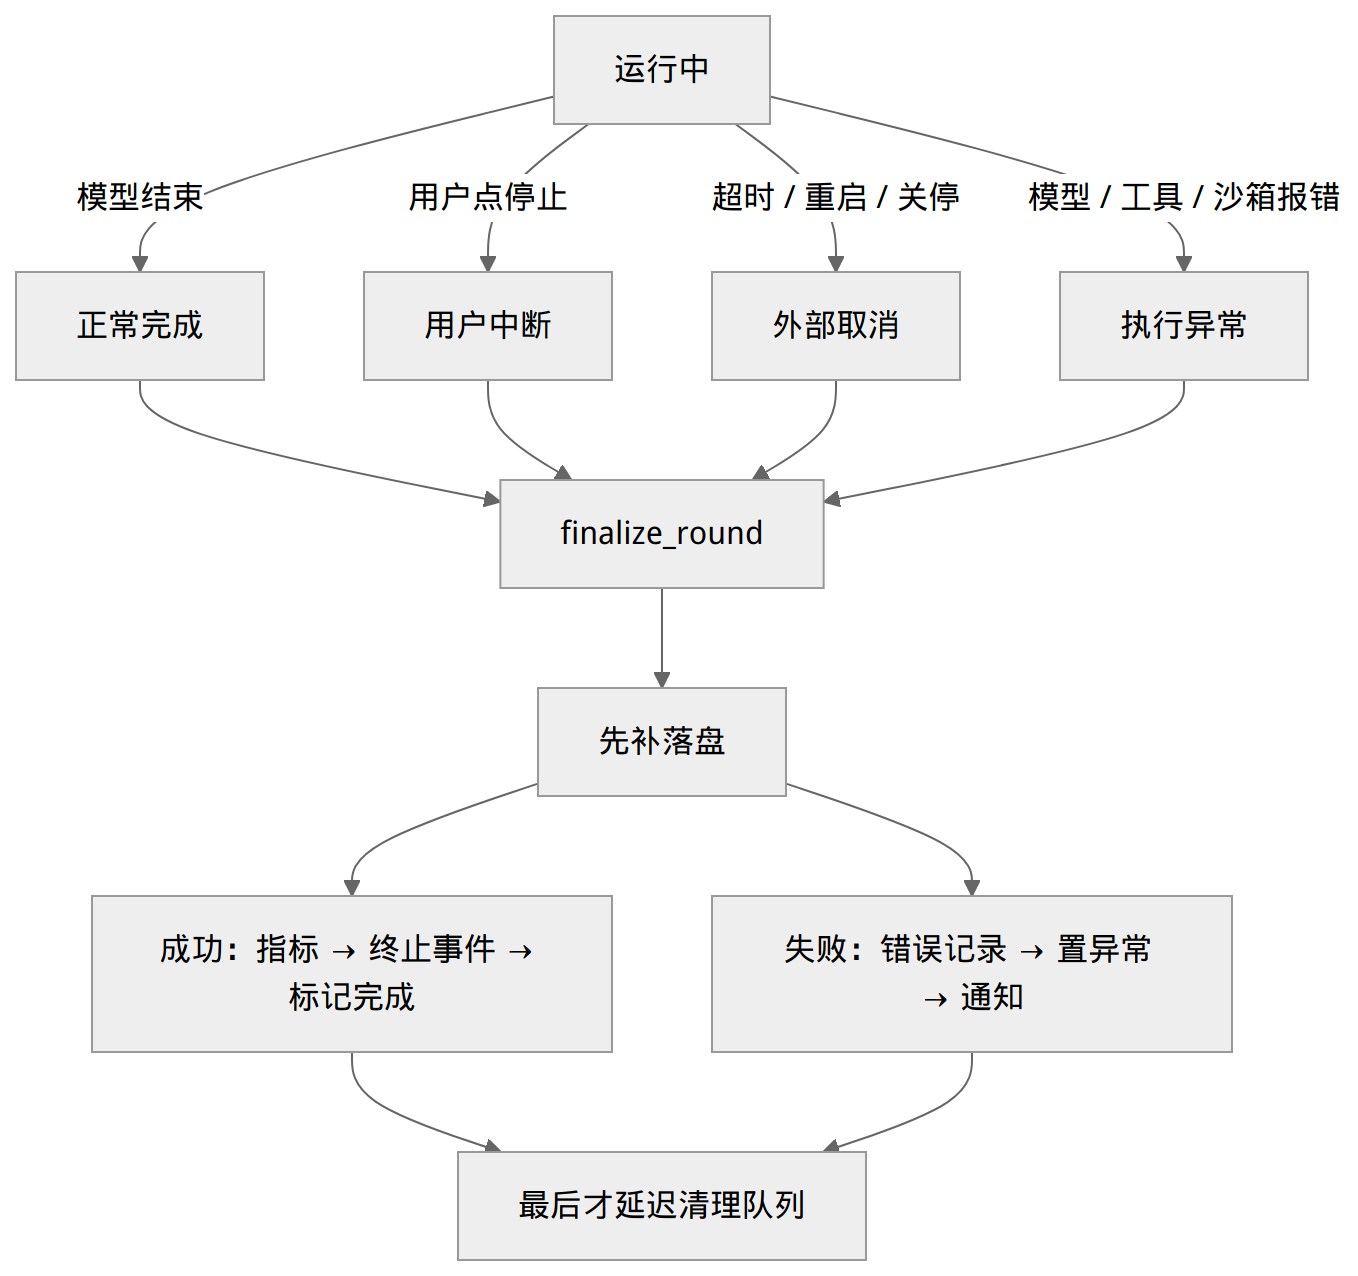 运行中
模型结束
用户点停止
超时 / 重启 / 关停
模型 / 工具 / 沙箱报错
正常完成
用户中断
外部取消
执行异常
finalize_round
先补落盘
成功：指标 → 终止事件 →
标记完成
失败：错误记录 → 置异常
→ 通知
最后才延迟清理队列